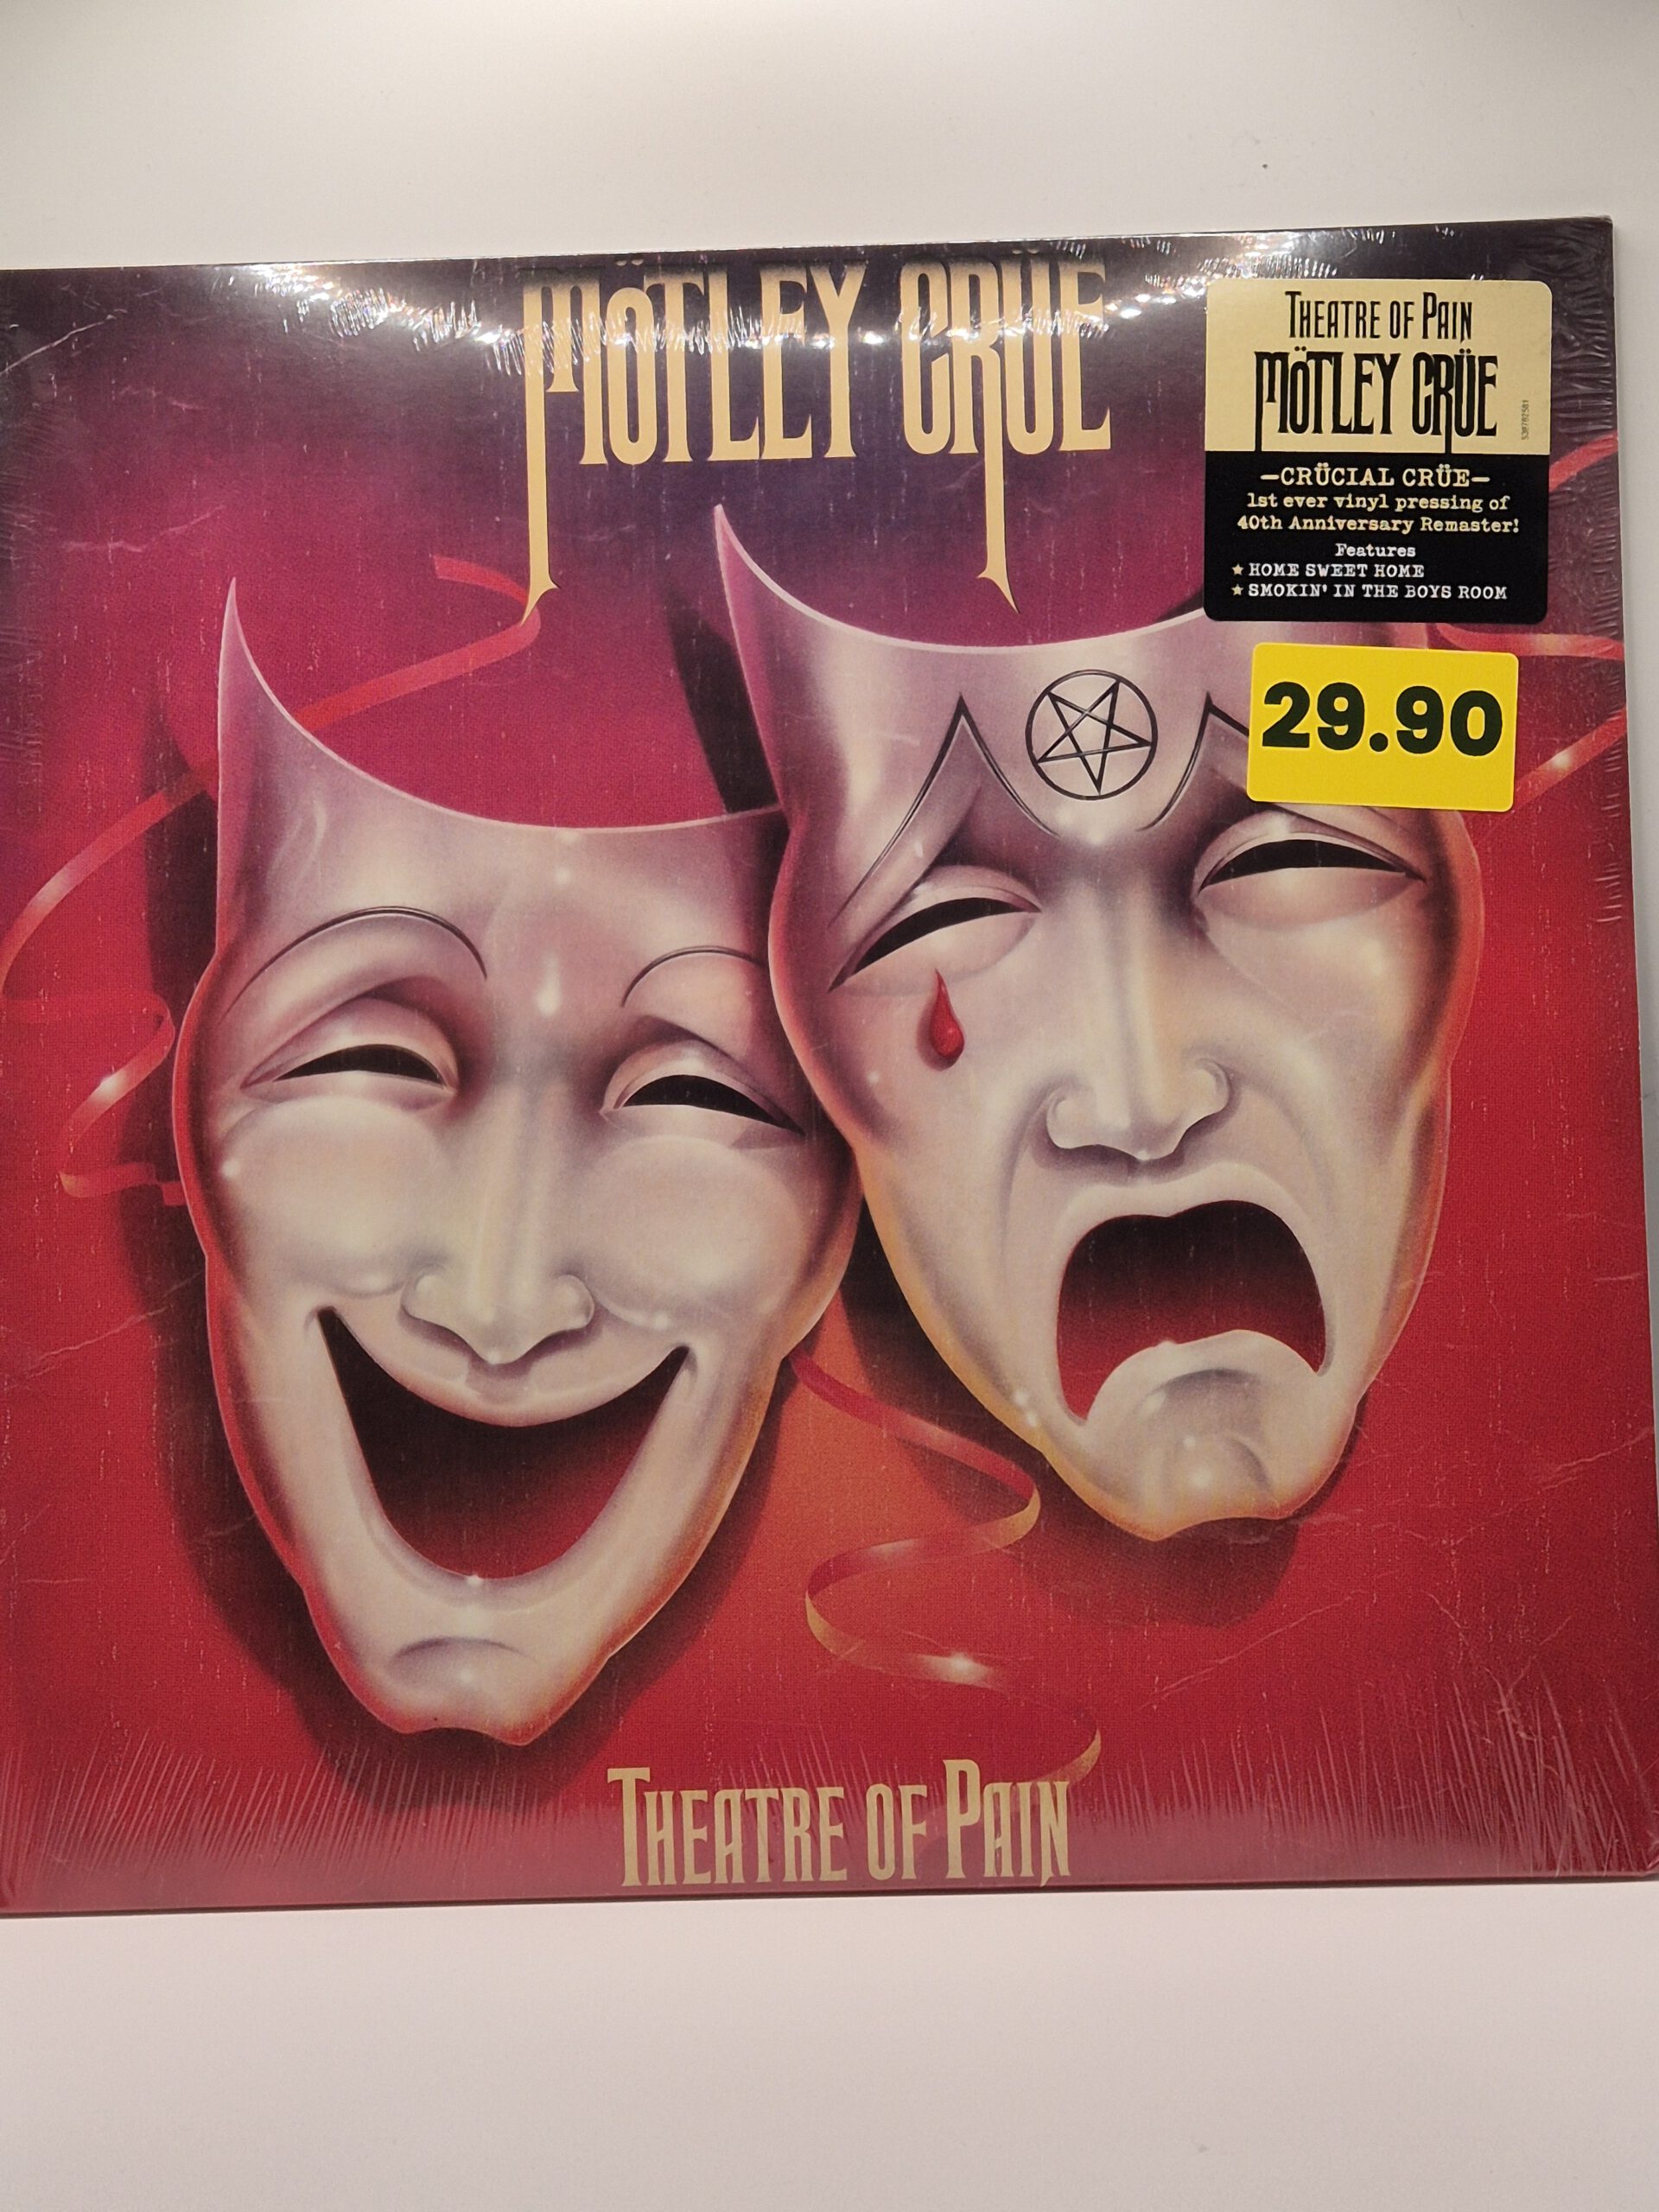 MÖTLEY CRÜE
THEATRE OF PAIN
MÖTLEY CRÜE
—CRÜCIAL CRÜE—
1st ever vinyl pressing of
40th Anniversary Remaster!
Features
★ HOME SWEET HOME
★ SMOKIN' IN THE BOYS ROOM
29.90
THEATRE OF PAIN